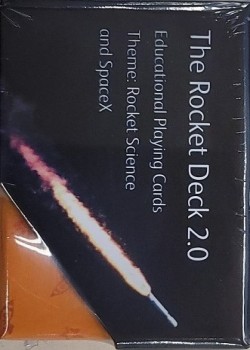 The Rocket Deck 2.0
Educational Playing Cards
Theme: Rocket Science
and SpaceX